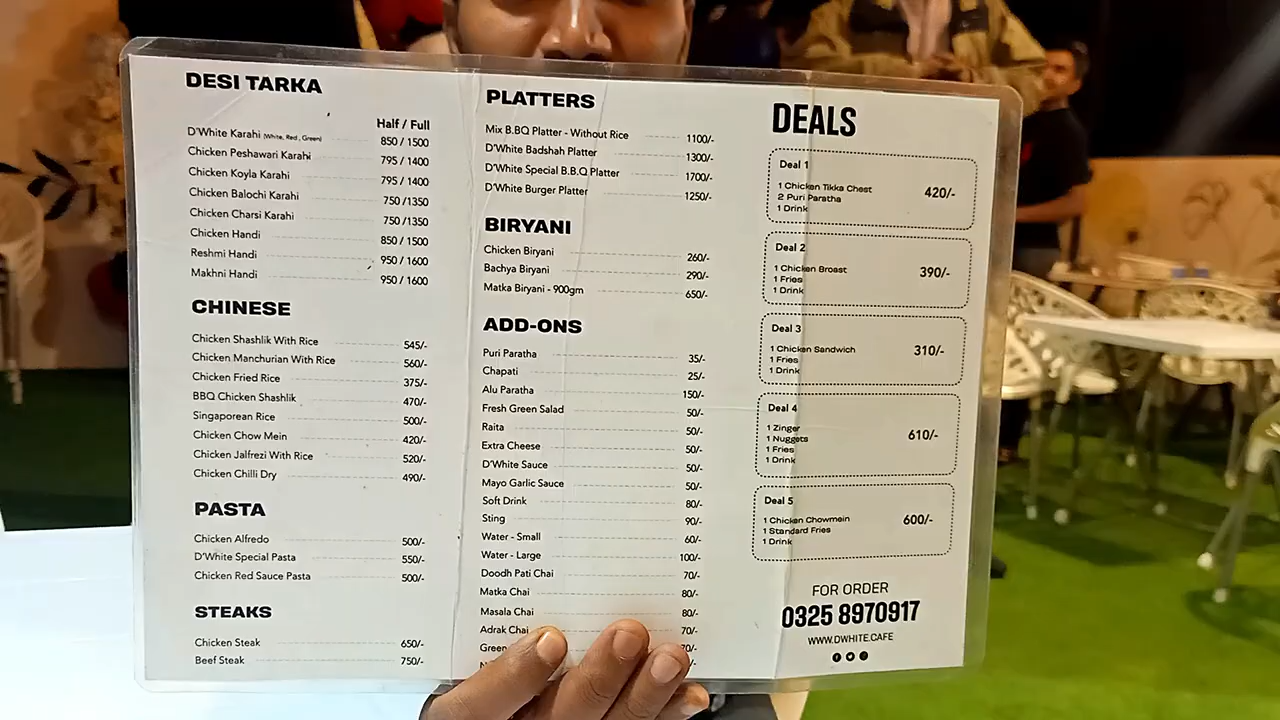 DESI TARKA
Half / Full
D'White Karahi (White, Red, Green) 850 / 1500
Chicken Peshawari Karahi 795 / 1400
Chicken Koyla Karahi 795 / 1400
Chicken Balochi Karahi 750 /1350
Chicken Charsi Karahi 750 /1350
Chicken Handi 850 / 1500
Reshmi Handi 950 / 1600
Makhni Handi 950 / 1600
CHINESE
Chicken Shashlik With Rice 545/-
Chicken Manchurian With Rice 560/-
Chicken Fried Rice 375/-
BBQ Chicken Shashlik 470/-
Singaporean Rice 500/-
Chicken Chow Mein 420/-
Chicken Jalfrezi With Rice 520/-
Chicken Chilli Dry 490/-
PASTA
Chicken Alfredo 500/-
D'White Special Pasta 550/-
Chicken Red Sauce Pasta 500/-
STEAKS
Chicken Steak 650/-
Beef Steak 750/-
PLATTERS
Mix B.BQ Platter - Without Rice 1100/-
D'White Badshah Platter 1300/-
D'White Special B.B.Q Platter 1700/-
D'White Burger Platter 1250/-
BIRYANI
Chicken Biryani 260/-
Bachya Biryani 290/-
Matka Biryani - 900gm 650/-
ADD-ONS
Puri Paratha 35/-
Chapati 25/-
Alu Paratha 150/-
Fresh Green Salad 50/-
Raita 50/-
Extra Cheese 50/-
D'White Sauce 50/-
Mayo Garlic Sauce 50/-
Soft Drink 80/-
Sting 90/-
Water - Small 60/-
Water - Large 100/-
Doodh Pati Chai 70/-
Matka Chai 80/-
Masala Chai 80/-
Adrak Chai 70/-
Green 70/-
DEALS
Deal 1
1 Chicken Tikka Chest
2 Puri Paratha
1 Drink
420/-
Deal 2
1 Chicken Broast
1 Fries
1 Drink
390/-
Deal 3
1 Chicken Sandwich
1 Fries
1 Drink
310/-
Deal 4
1 Zinger
1 Nuggets
1 Fries
1 Drink
610/-
Deal 5
1 Chicken Chowmein
1 Standard Fries
1 Drink
600/-
FOR ORDER
0325 8970917
WWW.DWHITE.CAFE